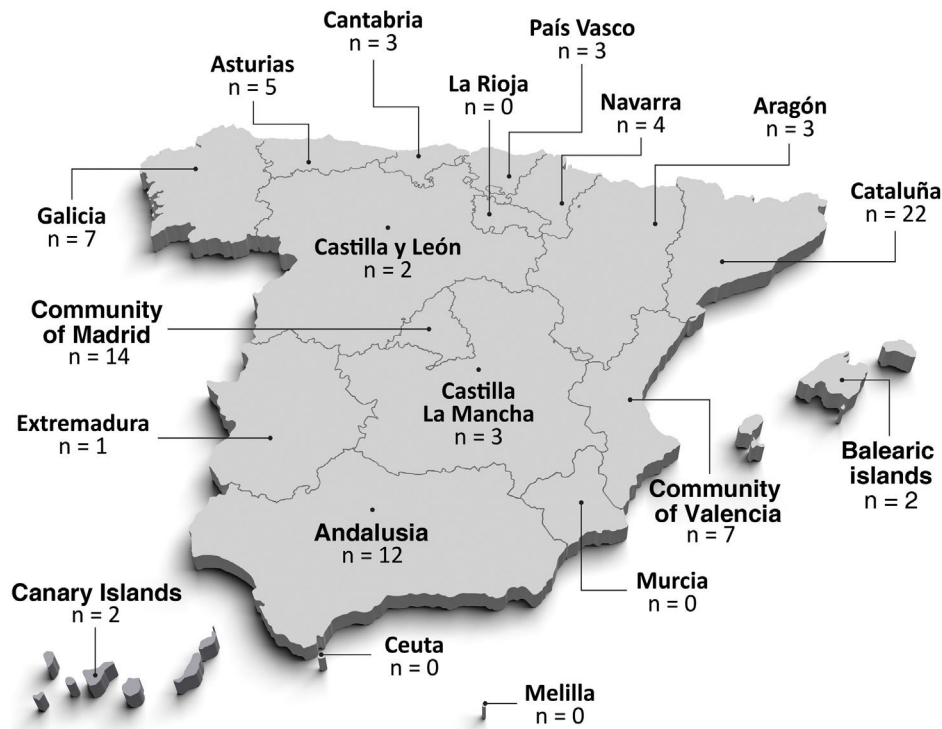 Cantabria
n = 3
País Vasco
n = 3
Asturias
n = 5
La Rioja
n = 0
Navarra
n = 4
Aragón
n = 3
Cataluña
n = 22
Galicia
n = 7
Castilla y León
n = 2
Community
of Madrid
n = 14
Castilla
La Mancha
n = 3
Extremadura
n = 1
Balearic
islands
n = 2
Community
of Valencia
n = 7
Andalusia
n = 12
Murcia
n = 0
Canary Islands
n = 2
Ceuta
n = 0
Melilla
n = 0